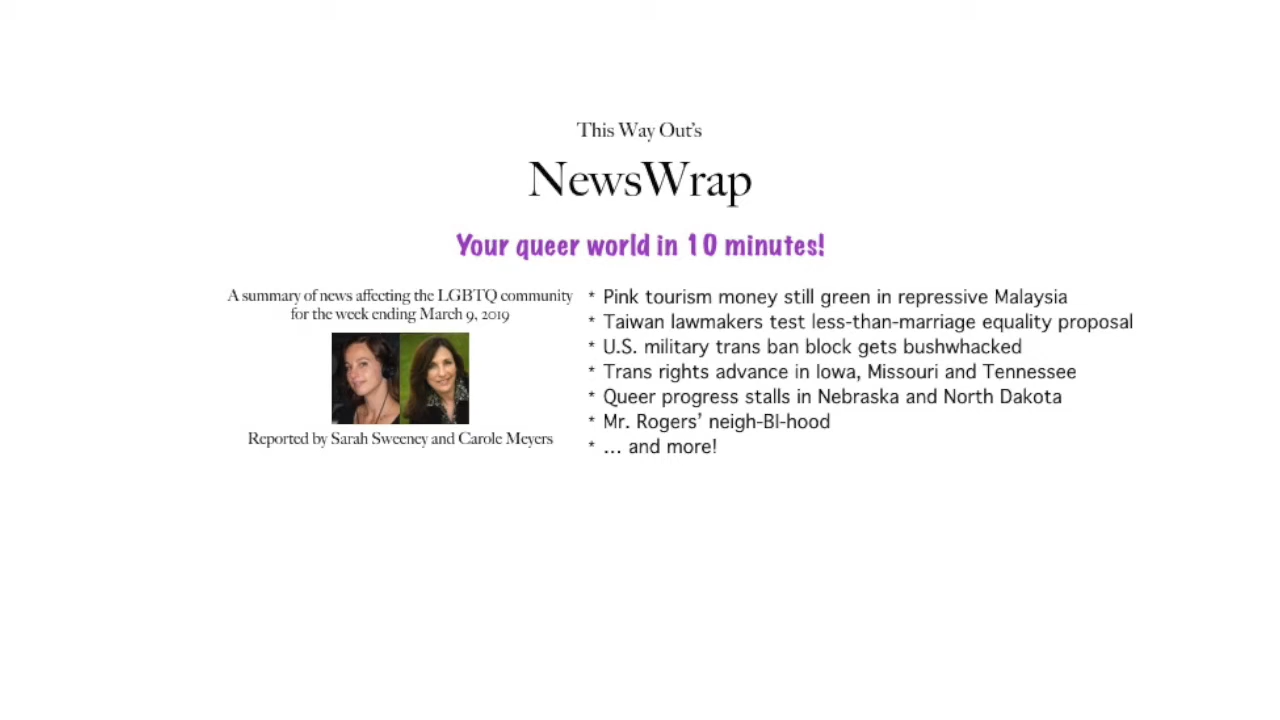 This Way Out's
NewsWrap
Your queer world in 10 minutes!
A summary of news affecting the LGBTQ community
for the week ending March 9, 2019
Reported by Sarah Sweeney and Carole Meyers
* Pink tourism money still green in repressive Malaysia
* Taiwan lawmakers test less-than-marriage equality proposal
* U.S. military trans ban block gets bushwhacked
* Trans rights advance in Iowa, Missouri and Tennessee
* Queer progress stalls in Nebraska and North Dakota
* Mr. Rogers' neigh-BI-hood
* ... and more!